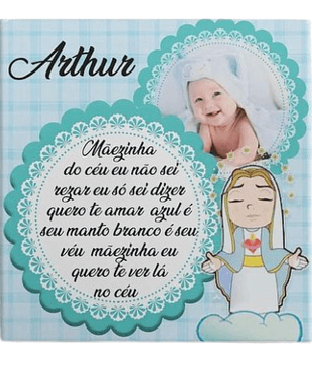 Arthur
Mãezinha
do céu eu não sei
rezar eu só sei dizer
quero te amar azul é
seu manto branco é seu
véu mãezinha eu
quero te ver lá
no céu